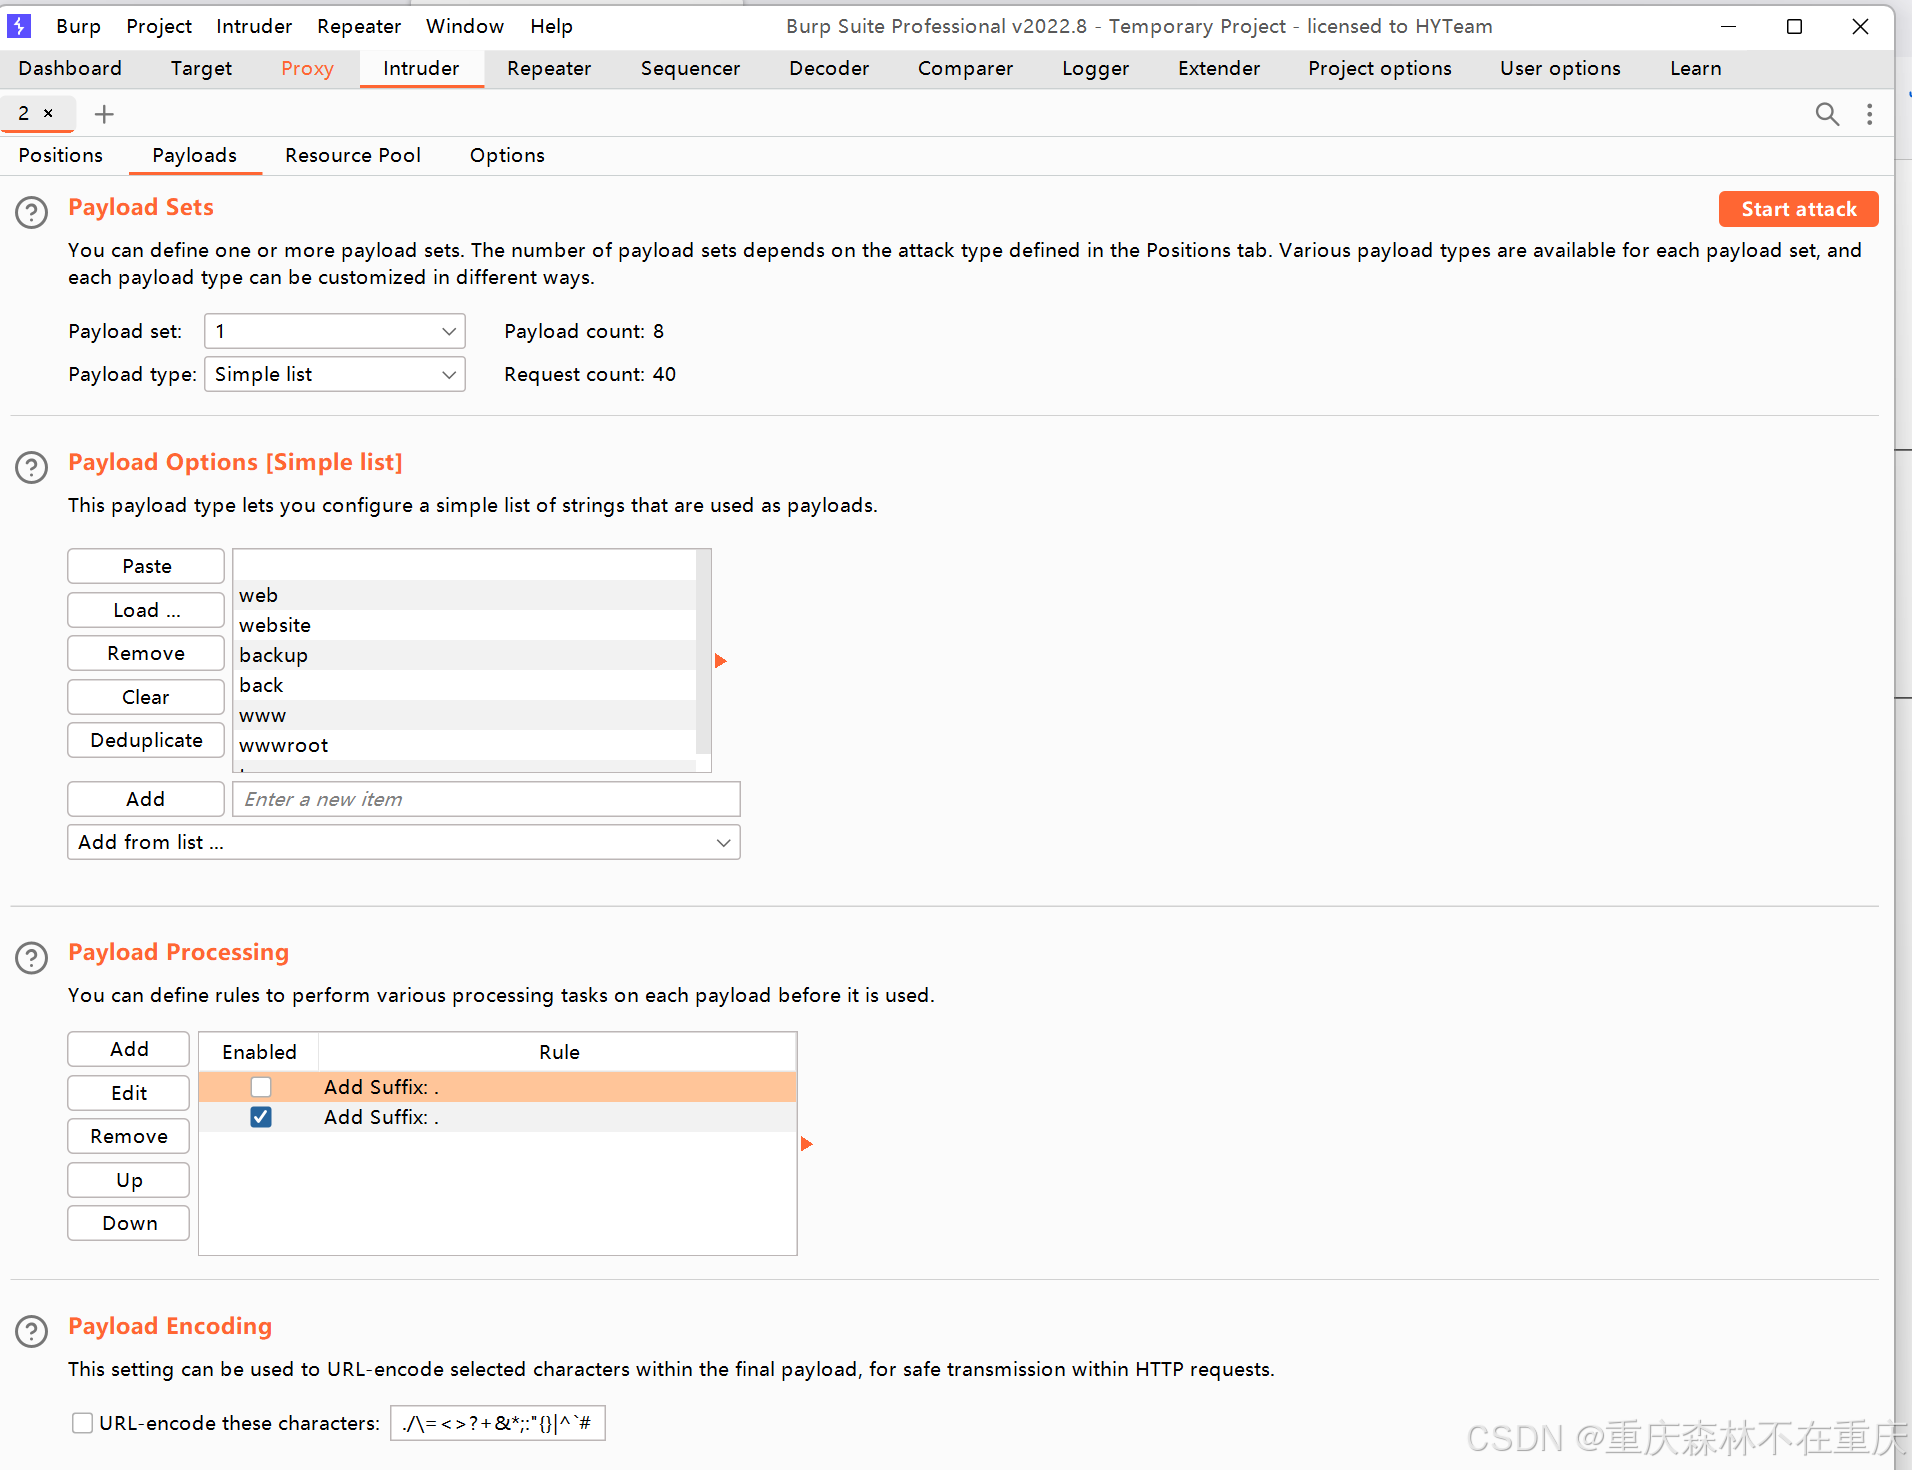 Burp Project Intruder Repeater Window Help Burp Suite Professional v2022.8 - Temporary Project - licensed to HYTeam
Dashboard Target Proxy Intruder Repeater Sequencer Decoder Comparer Logger Extender Project options User options Learn
2 × +
Positions Payloads Resource Pool Options
Payload Sets
Start attack
You can define one or more payload sets. The number of payload sets depends on the attack type defined in the Positions tab. Various payload types are available for each payload set, and
each payload type can be customized in different ways.
Payload set: 1 Payload count: 8
Payload type: Simple list Request count: 40
Payload Options [Simple list]
This payload type lets you configure a simple list of strings that are used as payloads.
Paste
Load ...
Remove
Clear
Deduplicate
web
website
backup
back
www
wwwroot
Add Enter a new item
Add from list ...
Payload Processing
You can define rules to perform various processing tasks on each payload before it is used.
Add
Edit
Remove
Up
Down
Enabled Rule
Add Suffix: .
Add Suffix: .
Payload Encoding
This setting can be used to URL-encode selected characters within the final payload, for safe transmission within HTTP requests.
URL-encode these characters: ./\=<>?+&*;:"{}|^`#
CSDN @重庆森林不在重庆